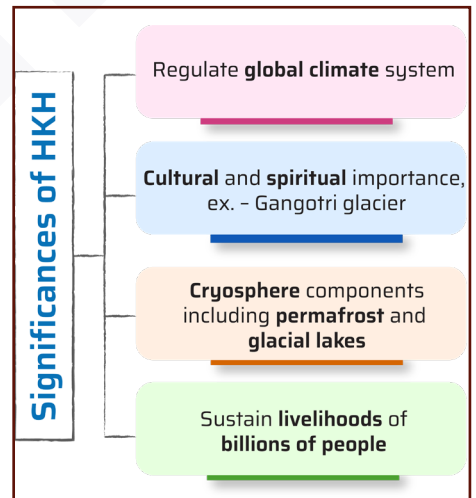 Significances of HKH
Regulate global climate system
Cultural and spiritual importance,
ex. – Gangotri glacier
Cryosphere components
including permafrost and
glacial lakes
Sustain livelihoods of
billions of people